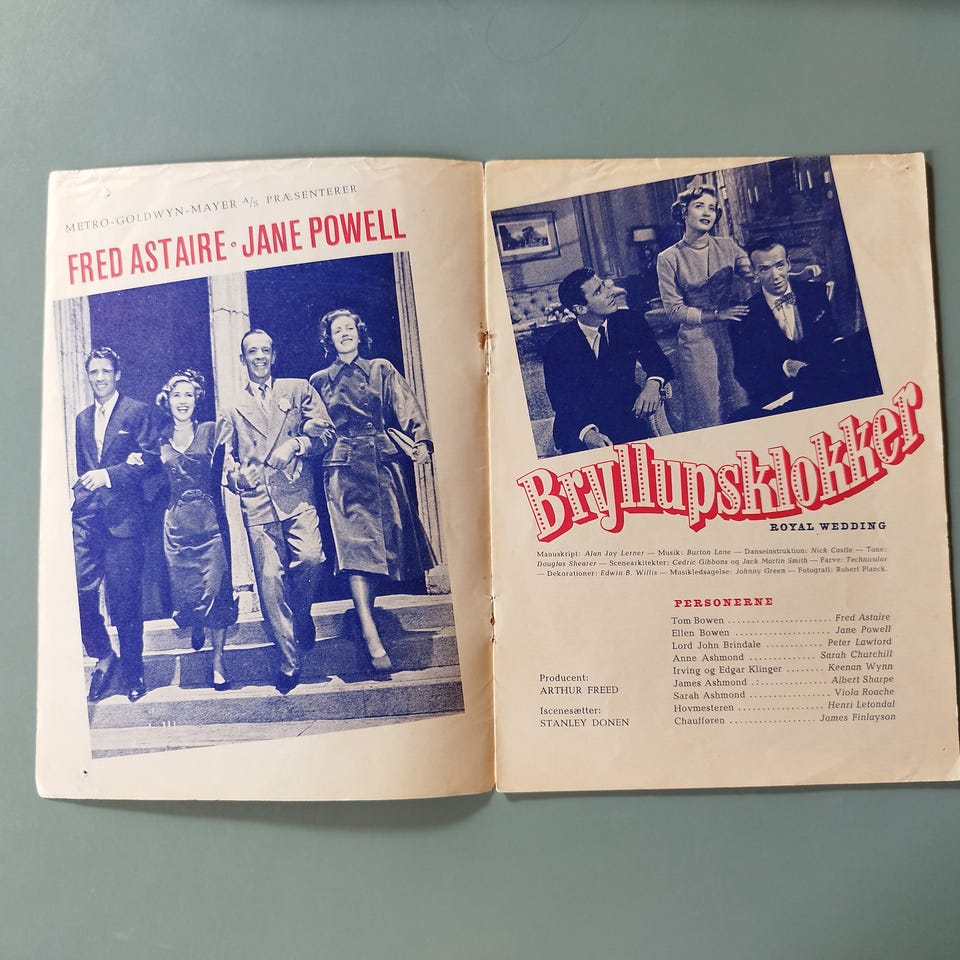 METRO-GOLDWYN-MAYER A/S PRÆSENTERER
FRED ASTAIRE • JANE POWELL
Bryllupsklokker
ROYAL WEDDING
Manuskript: Alan Jay Lerner — Musik: Burton Lane — Danseinstruktion: Nick Castle — Tone:
Douglas Shearer — Scenearkitekter: Cedric Gibbons og Jack Martin Smith — Farve: Technicolor
— Dekorationer: Edwin B. Willis — Musikledsagelse: Johnny Green — Fotografi: Robert Planck.
PERSONERNE
Tom Bowen ........................ Fred Astaire
Ellen Bowen ...................... Jane Powell
Lord John Brindale ............ Peter Lawford
Anne Ashmond ................. Sarah Churchill
Irving og Edgar Klinger ........ Keenan Wynn
James Ashmond .................. Albert Sharpe
Sarah Ashmond ................... Viola Roache
Hovmesteren ..................... Henri Letondal
Chaufføren ...................... James Finlayson
Producent:
ARTHUR FREED
Iscenesætter:
STANLEY DONEN